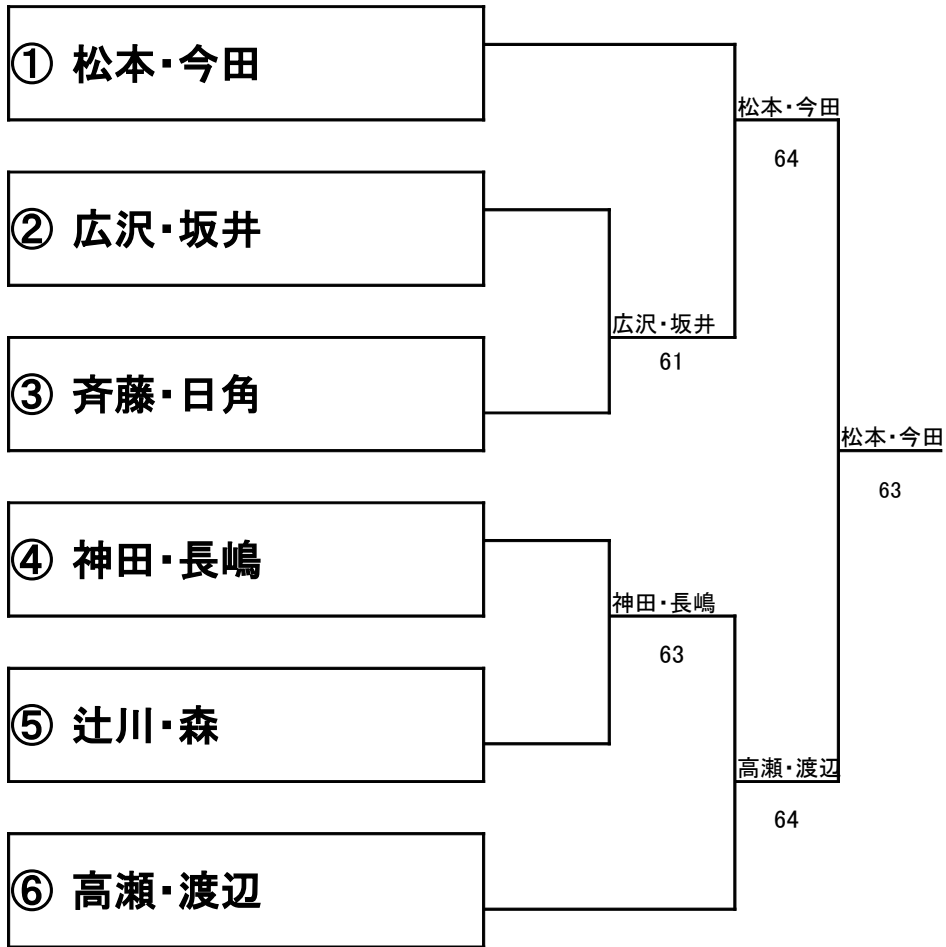 ① 松本・今田
松本・今田
64
② 広沢・坂井
広沢・坂井
61
③ 斉藤・日角
松本・今田
63
④ 神田・長嶋
神田・長嶋
63
⑤ 辻川・森
高瀬・渡辺
64
⑥ 高瀬・渡辺